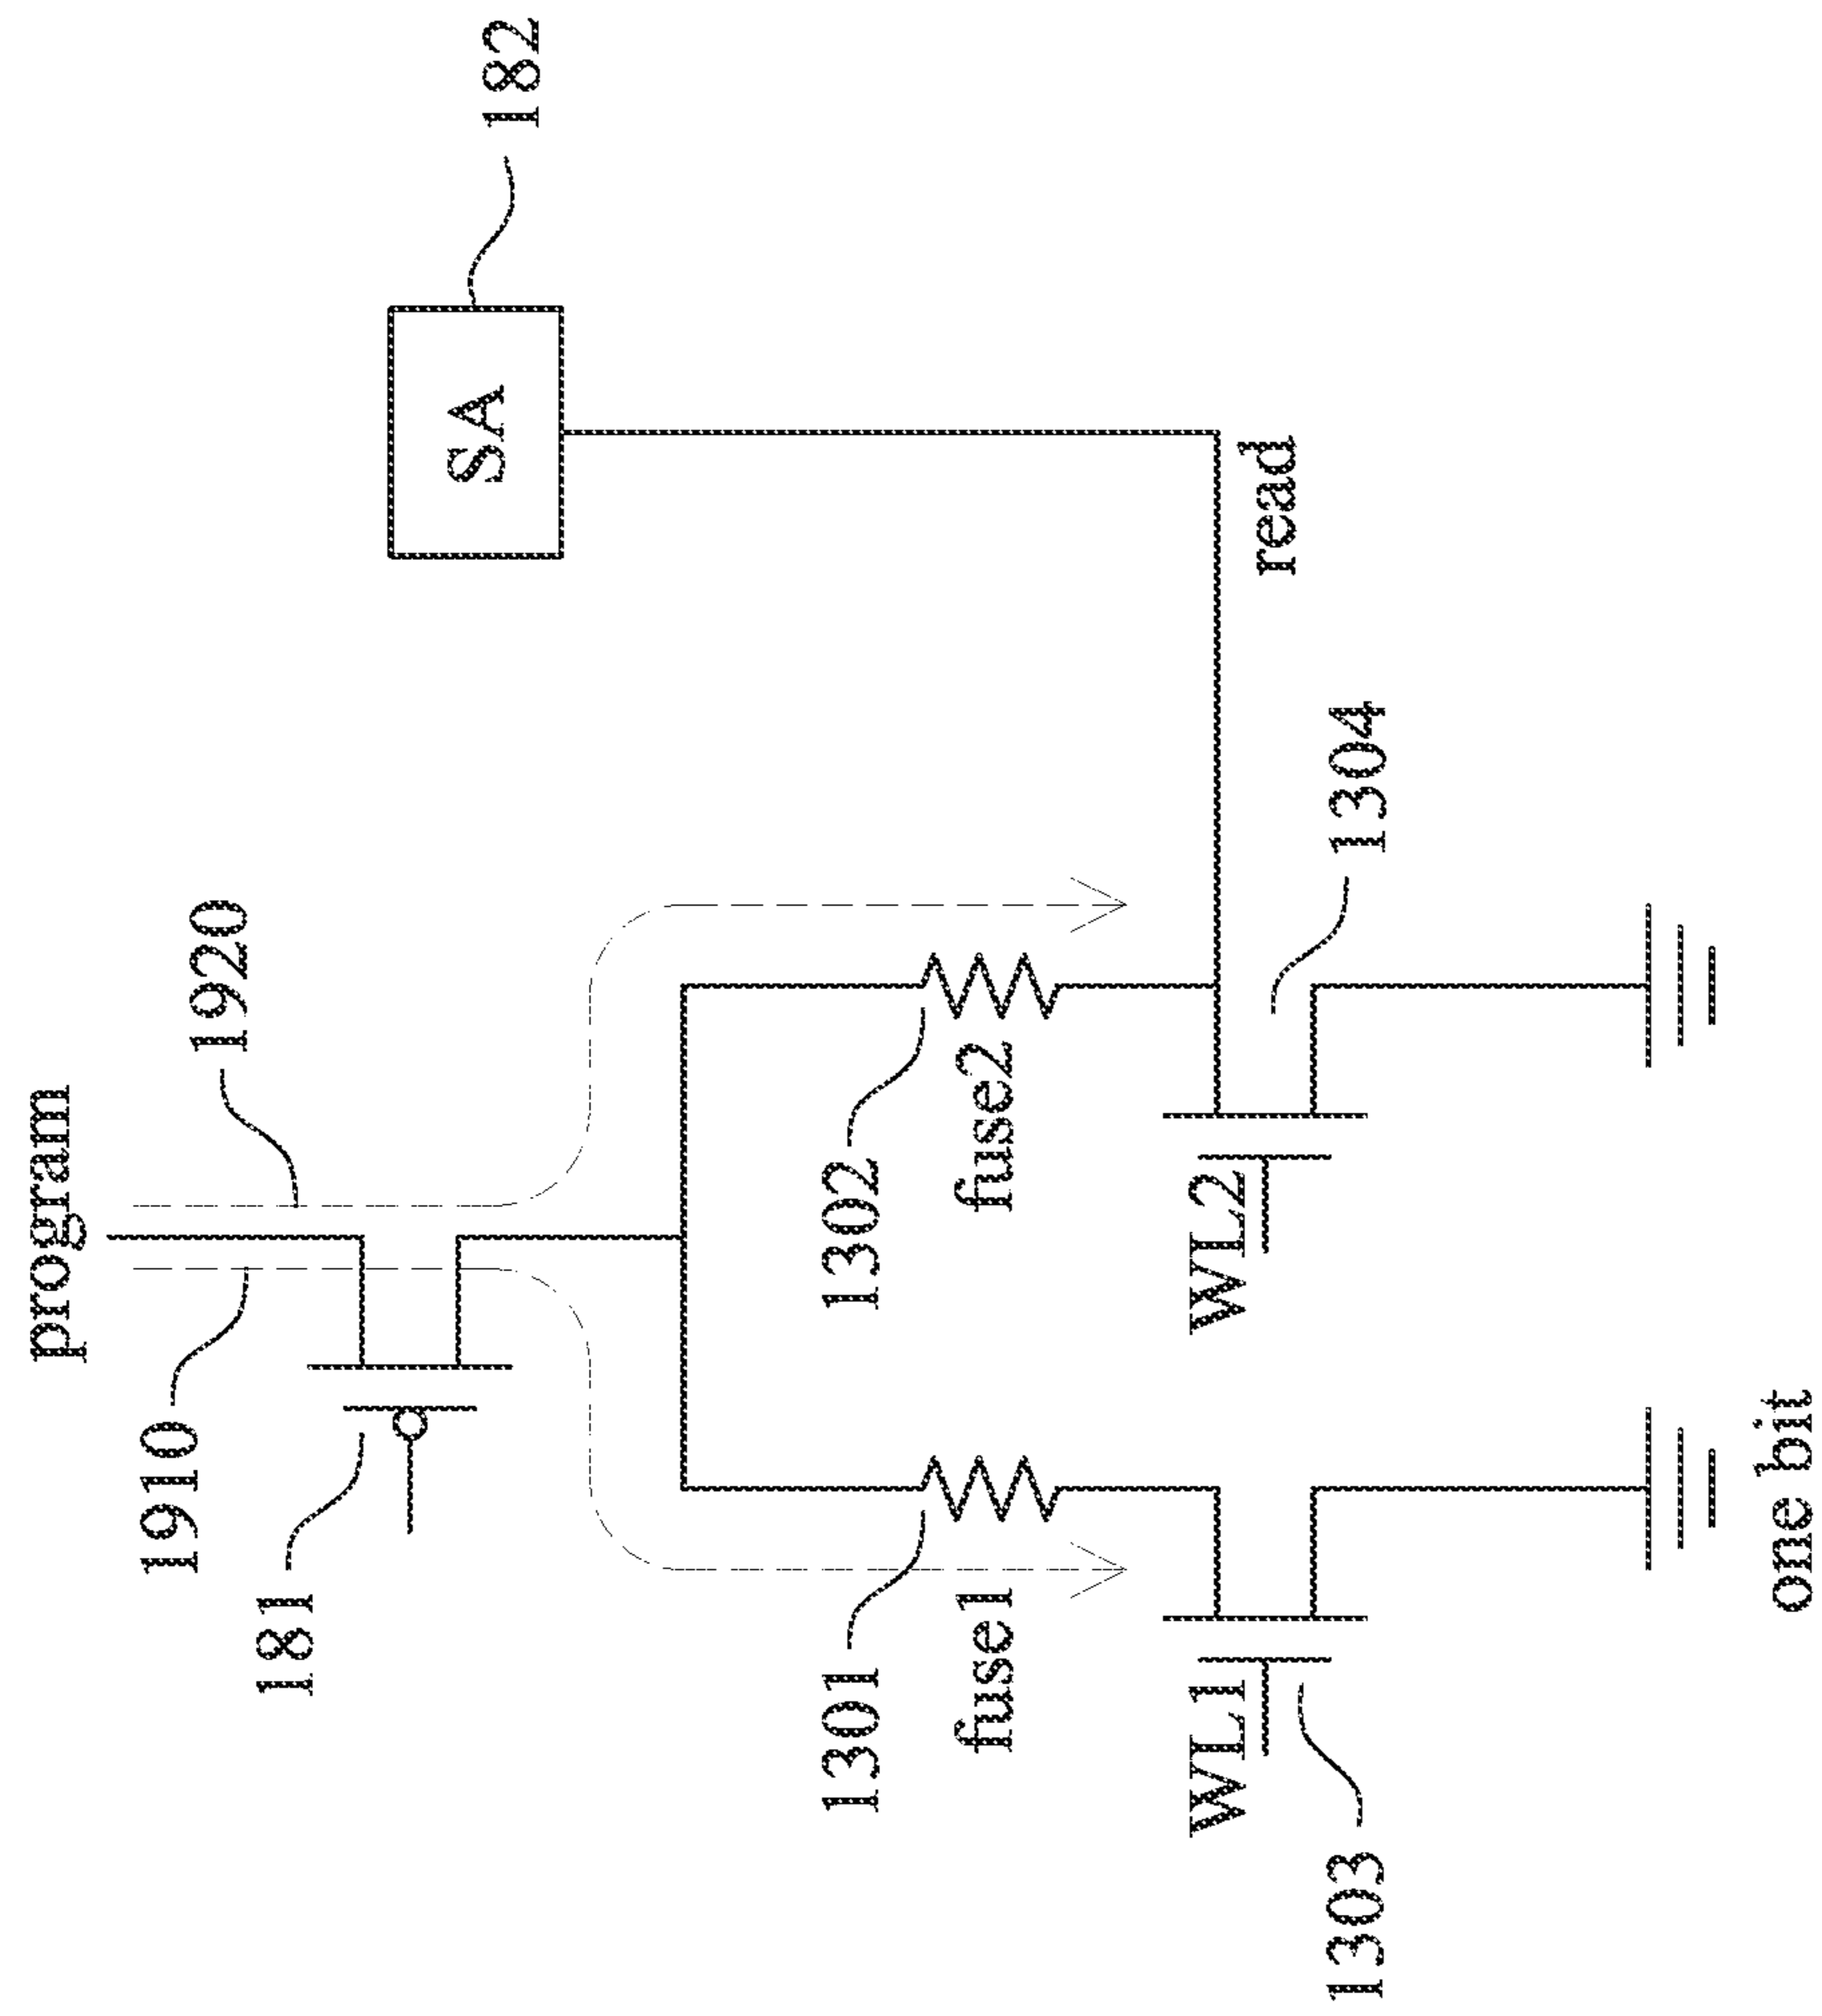 program
1910
1920
181
SA
182
1301
fuse1
1302
fuse2
WL1
1303
WL2
1304
read
one bit